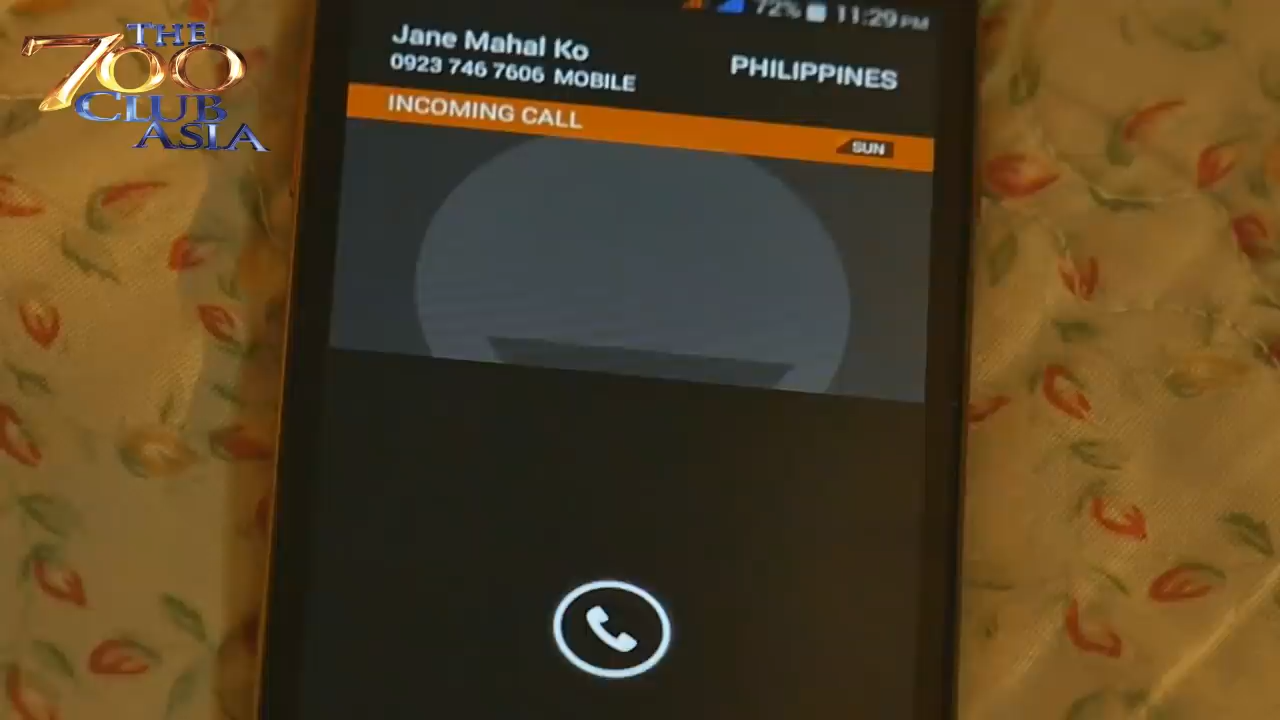 THE
700
CLUB
ASIA
72% 11:29 PM
Jane Mahal Ko
0923 746 7606 MOBILE
PHILIPPINES
INCOMING CALL
SUN